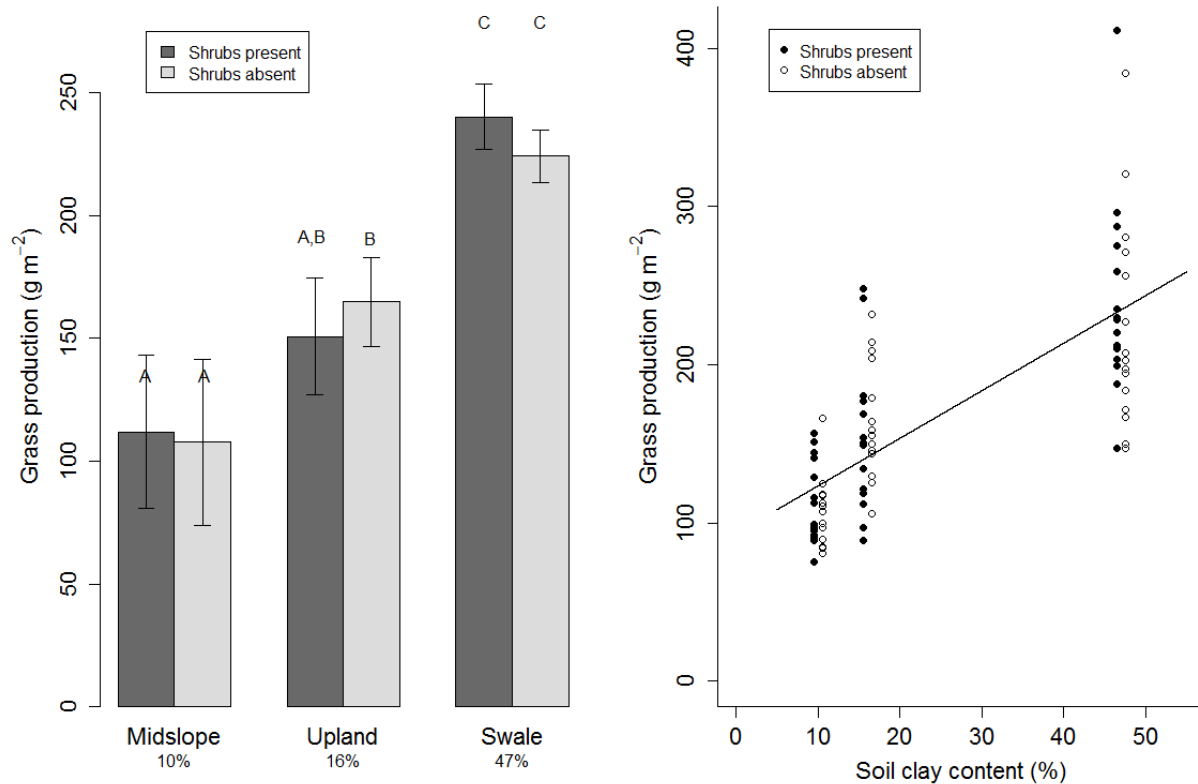 Shrubs present
Shrubs absent
C C
A,B B
A A
250
200
150
100
50
0
Grass production (g m⁻²)
Midslope Upland Swale
10% 16% 47%
Shrubs present
Shrubs absent
400
300
200
100
0
Grass production (g m⁻²)
0 10 20 30 40 50
Soil clay content (%)